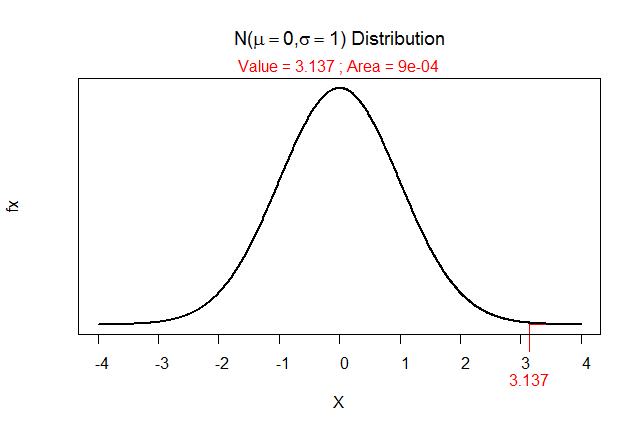 N(μ = 0,σ = 1) Distribution
Value = 3.137 ; Area = 9e-04
fx
-4 -3 -2 -1 0 1 2 3 4
3.137
X